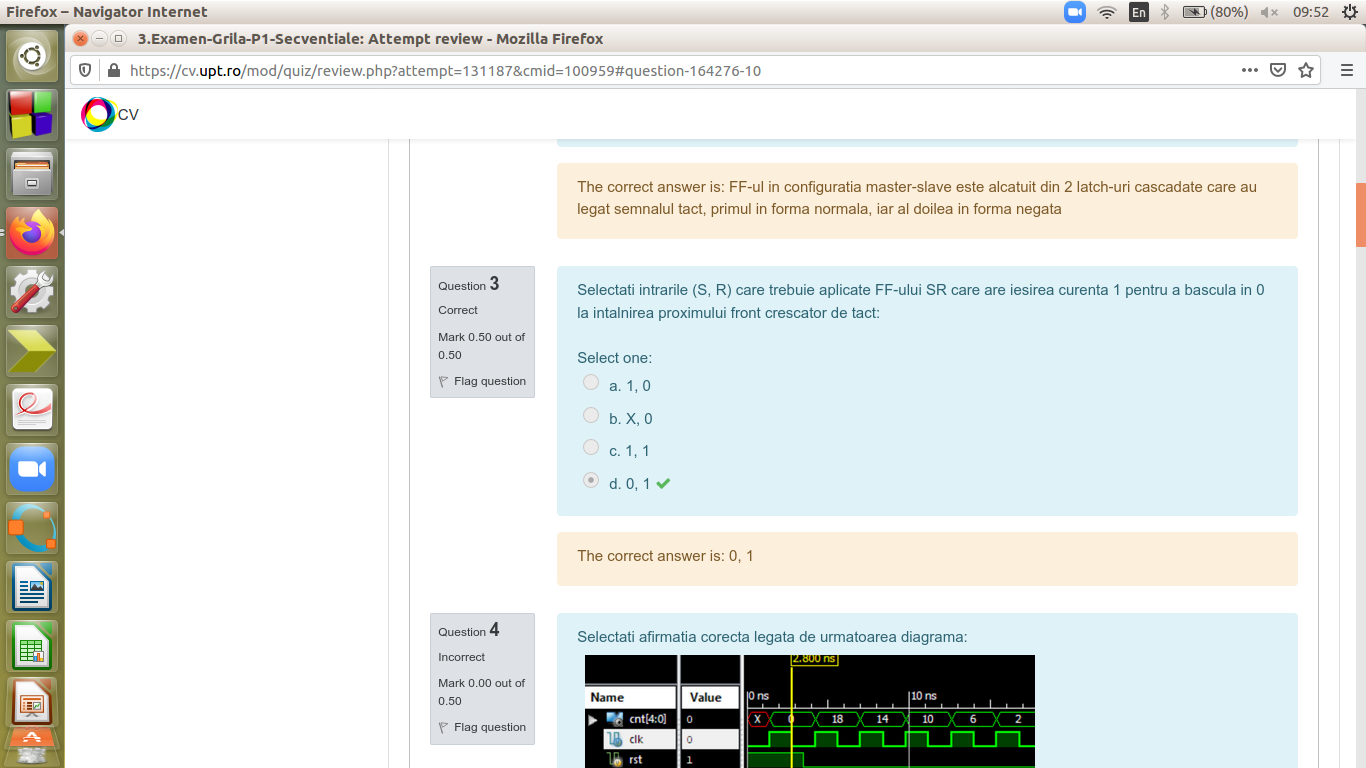 Firefox – Navigator Internet
En
(80%)
09:52
3.Examen-Grila-P1-Secventiale: Attempt review - Mozilla Firefox
https://cv.upt.ro/mod/quiz/review.php?attempt=131187&cmid=100959#question-164276-10
CV
The correct answer is: FF-ul in configuratia master-slave este alcatuit din 2 latch-uri cascadate care au
legat semnalul tact, primul in forma normala, iar al doilea in forma negata
Question 3
Correct
Mark 0.50 out of
0.50
Flag question
Selectati intrarile (S, R) care trebuie aplicate FF-ului SR care are iesirea curenta 1 pentru a bascula in 0
la intalnirea proximului front crescator de tact:
Select one:
a. 1, 0
b. X, 0
c. 1, 1
d. 0, 1
The correct answer is: 0, 1
Question 4
Incorrect
Mark 0.00 out of
0.50
Flag question
Selectati afirmatia corecta legata de urmatoarea diagrama:
2.800 ns
Name Value 0 ns 10 ns
cnt[4:0] 0 X 0 18 14 10 6 2
clk 0
rst 1